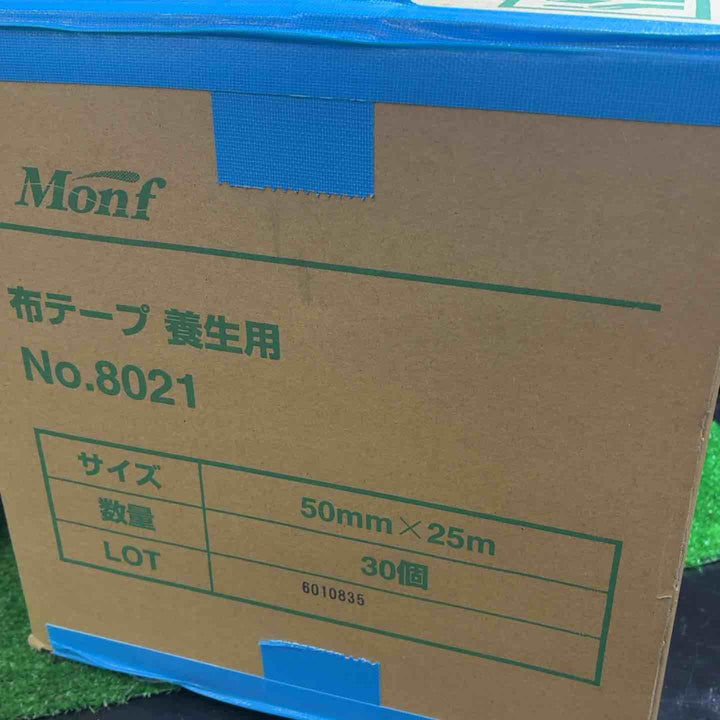 Monf
布テープ 養生用
No.8021
サイズ 50mm×25m
数量 30個
LOT 6010835